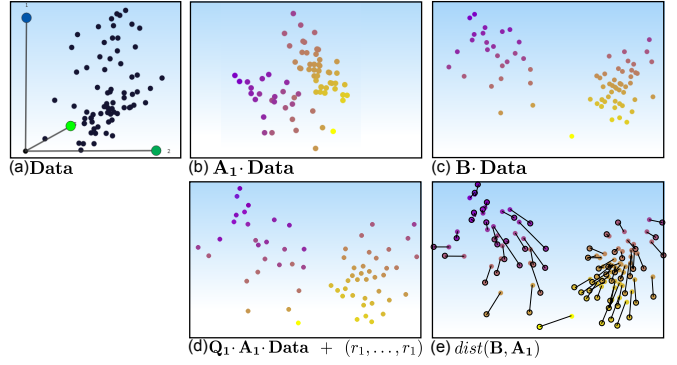 1
2
(a) Data
(b) A₁· Data
(c) B· Data
(d) Q₁· A₁· Data + (r₁, . . . , r₁)
(e) dist(B, A₁)